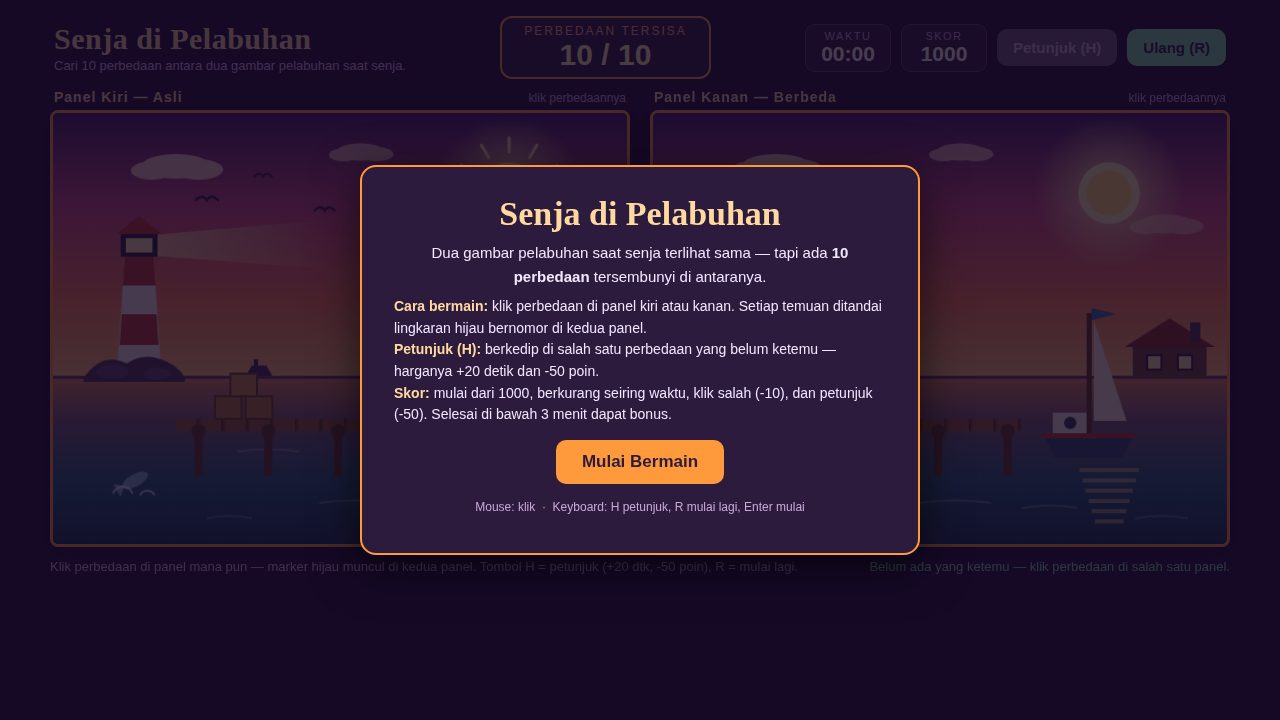 Senja di Pelabuhan
Cari 10 perbedaan antara dua gambar pelabuhan saat senja.
PERBEDAAN TERSISA
10 / 10
WAKTU
00:00
SKOR
1000
Petunjuk (H)
Ulang (R)
Panel Kiri — Asli
klik perbedaannya
Panel Kanan — Berbeda
klik perbedaannya
Senja di Pelabuhan
Dua gambar pelabuhan saat senja terlihat sama — tapi ada 10
perbedaan tersembunyi di antaranya.
Cara bermain: klik perbedaan di panel kiri atau kanan. Setiap temuan ditandai
lingkaran hijau bernomor di kedua panel.
Petunjuk (H): berkedip di salah satu perbedaan yang belum ketemu —
harganya +20 detik dan -50 poin.
Skor: mulai dari 1000, berkurang seiring waktu, klik salah (-10), dan petunjuk
(-50). Selesai di bawah 3 menit dapat bonus.
Mulai Bermain
Mouse: klik · Keyboard: H petunjuk, R mulai lagi, Enter mulai
Klik perbedaan di panel mana pun — marker hijau muncul di kedua panel. Tombol H = petunjuk (+20 dtk, -50 poin), R = mulai lagi.
Belum ada yang ketemu — klik perbedaan di salah satu panel.